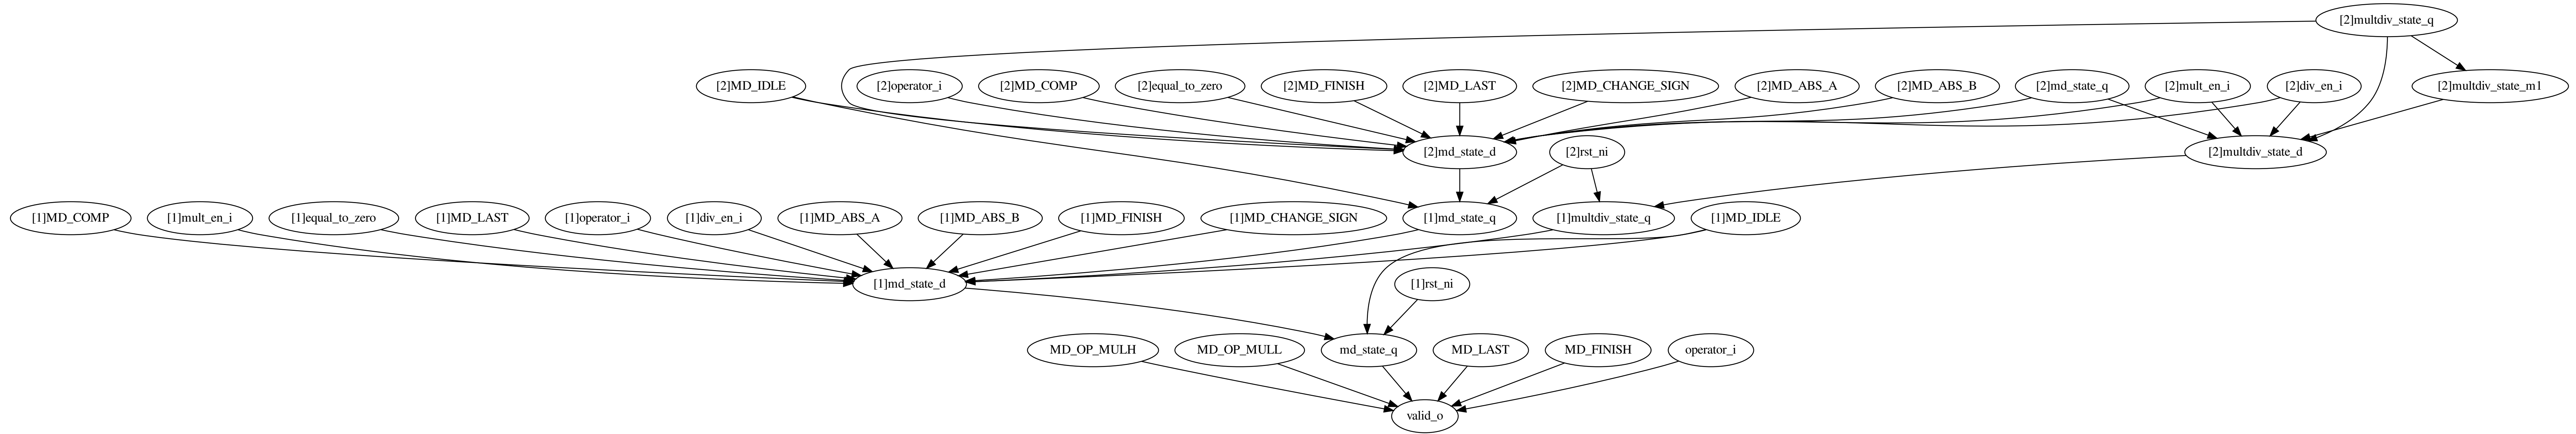 [2]multdiv_state_q
[2]MD_IDLE
[2]operator_i
[2]MD_COMP
[2]equal_to_zero
[2]MD_FINISH
[2]MD_LAST
[2]MD_CHANGE_SIGN
[2]MD_ABS_A
[2]MD_ABS_B
[2]md_state_q
[2]mult_en_i
[2]div_en_i
[2]multdiv_state_m1
[2]md_state_d
[2]rst_ni
[2]multdiv_state_d
[1]MD_COMP
[1]mult_en_i
[1]equal_to_zero
[1]MD_LAST
[1]operator_i
[1]div_en_i
[1]MD_ABS_A
[1]MD_ABS_B
[1]MD_FINISH
[1]MD_CHANGE_SIGN
[1]md_state_q
[1]multdiv_state_q
[1]MD_IDLE
[1]md_state_d
[1]rst_ni
MD_OP_MULH
MD_OP_MULL
md_state_q
MD_LAST
MD_FINISH
operator_i
valid_o